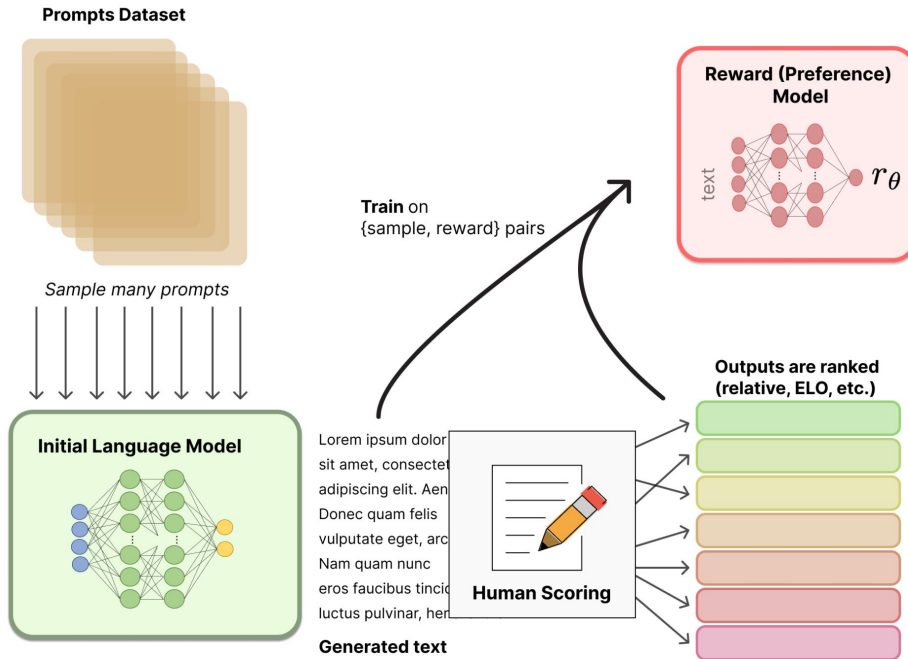 Prompts Dataset
Sample many prompts
Initial Language Model
Train on
{sample, reward} pairs
Reward (Preference)
Model
text
rθ
Lorem ipsum dolor
sit amet, consectet
adipiscing elit. Aen
Donec quam felis
vulputate eget, arc
Nam quam nunc
eros faucibus tincid
luctus pulvinar, her
Generated text
Human Scoring
Outputs are ranked
(relative, ELO, etc.)